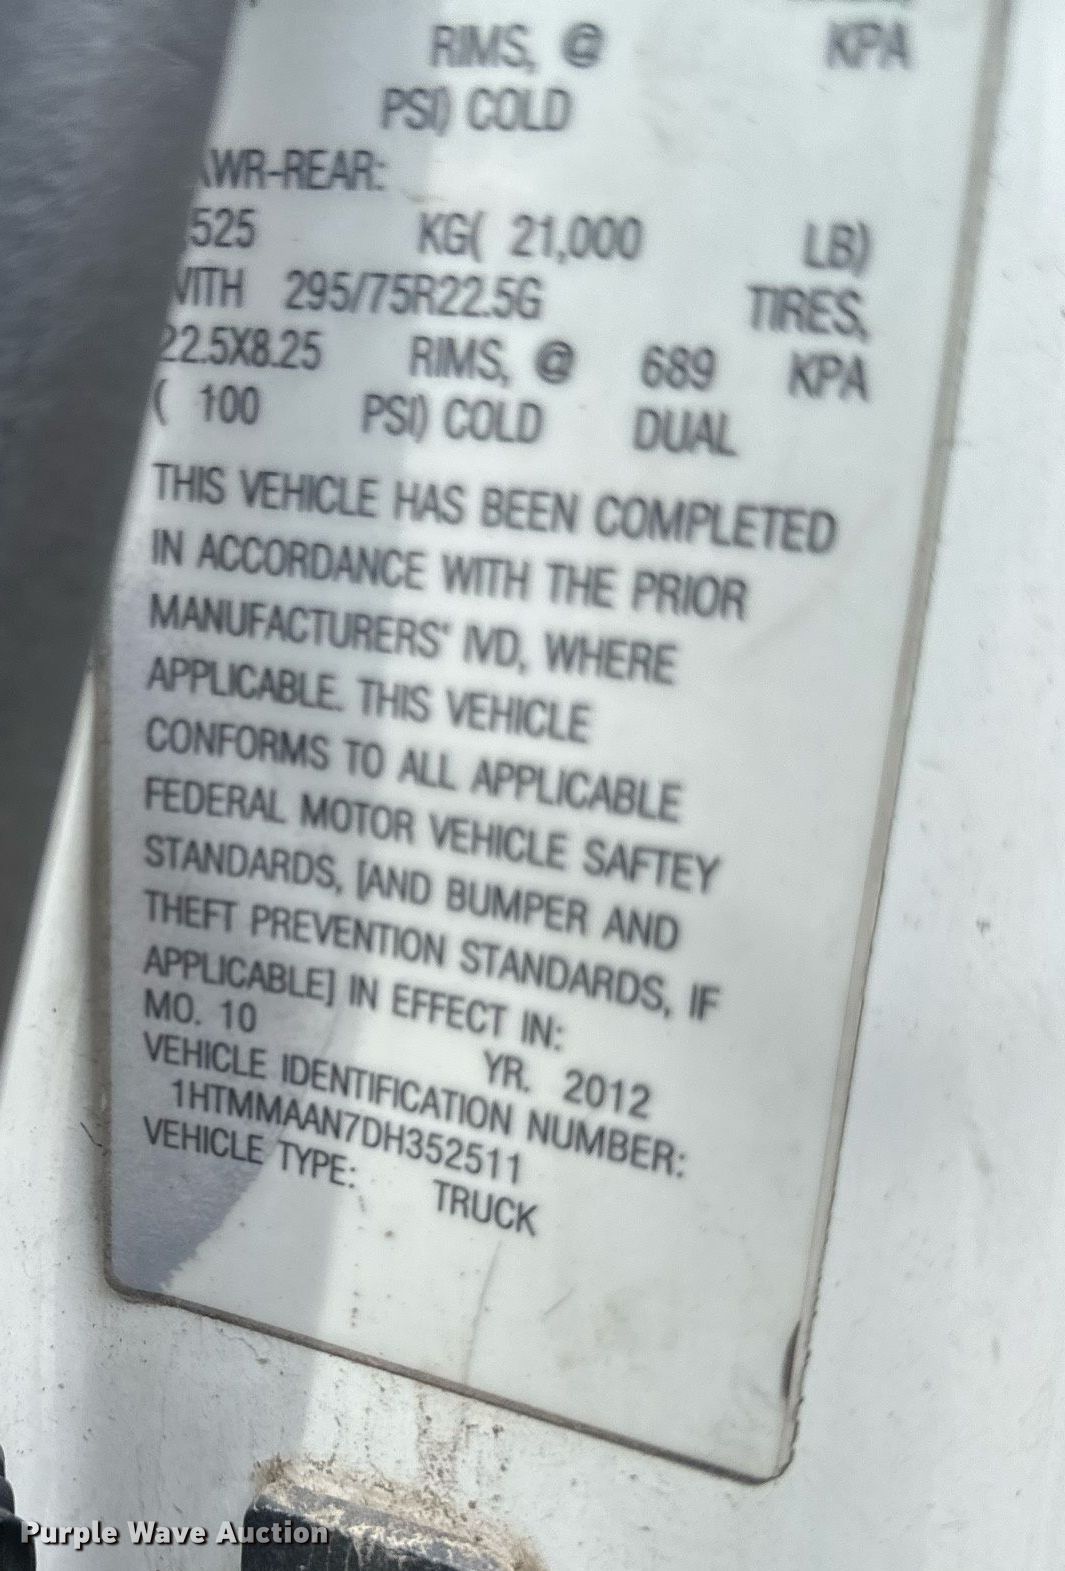 RIMS, @ KPA
PSI) COLD
WR-REAR:
525 KG( 21,000 LB)
WITH 295/75R22.5G TIRES,
22.5X8.25 RIMS, @ 689 KPA
( 100 PSI) COLD DUAL
THIS VEHICLE HAS BEEN COMPLETED
IN ACCORDANCE WITH THE PRIOR
MANUFACTURERS' IVD, WHERE
APPLICABLE. THIS VEHICLE
CONFORMS TO ALL APPLICABLE
FEDERAL MOTOR VEHICLE SAFTEY
STANDARDS, [AND BUMPER AND
THEFT PREVENTION STANDARDS, IF
APPLICABLE] IN EFFECT IN:
MO. 10 YR. 2012
VEHICLE IDENTIFICATION NUMBER:
1HTMMAAN7DH352511
VEHICLE TYPE: TRUCK
Purple Wave Auction